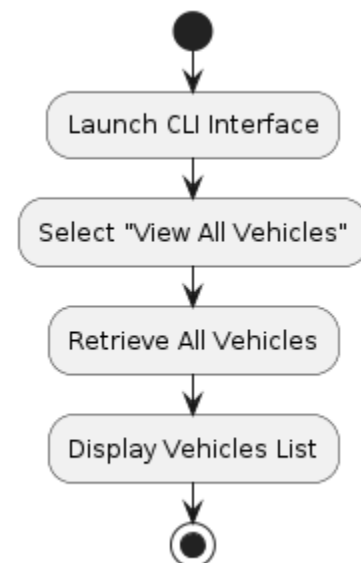 Launch CLI Interface
Select "View All Vehicles"
Retrieve All Vehicles
Display Vehicles List